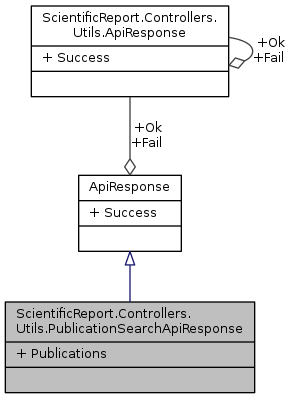 ScientificReport.Controllers.
Utils.ApiResponse
+ Success
+Ok
+Fail
+Ok
+Fail
ApiResponse
+ Success
ScientificReport.Controllers.
Utils.PublicationSearchApiResponse
+ Publications